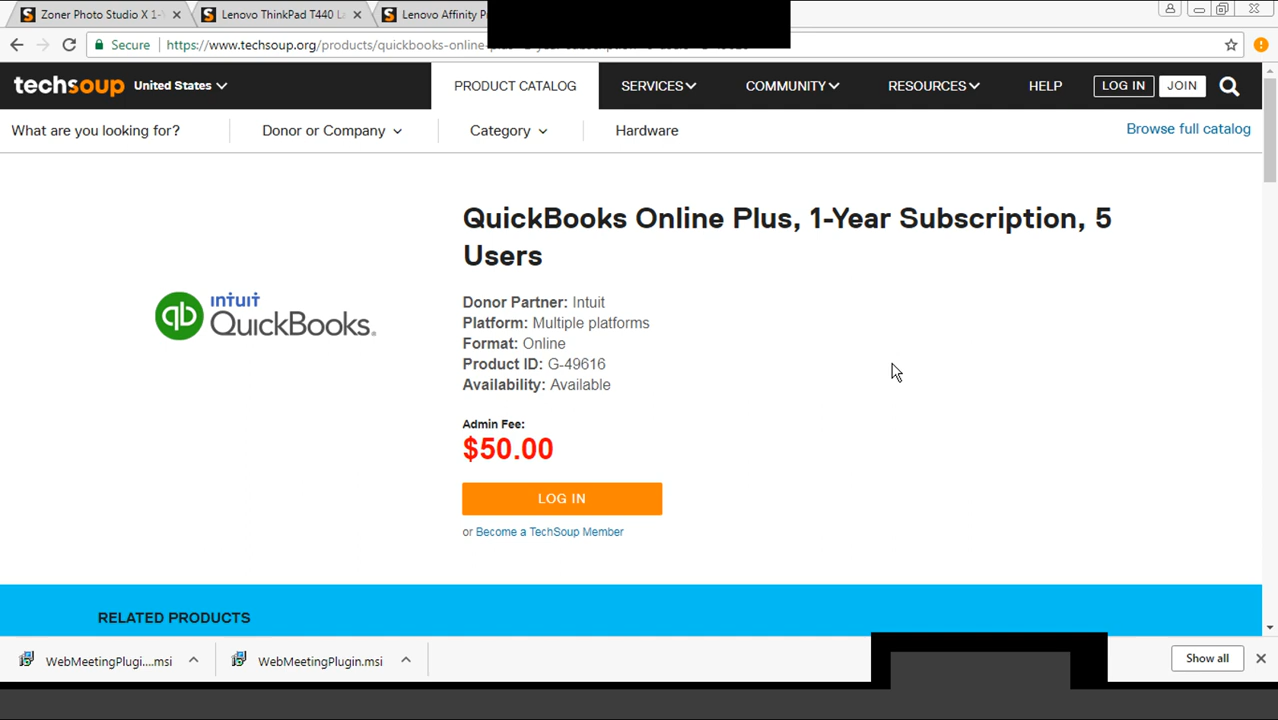 Zoner Photo Studio X 1-
Lenovo ThinkPad T440 L
Lenovo Affinity P
Secure https://www.techsoup.org/products/quickbooks-online-
techsoup United States PRODUCT CATALOG SERVICES COMMUNITY RESOURCES HELP LOG IN JOIN
What are you looking for? Donor or Company Category Hardware Browse full catalog
QuickBooks Online Plus, 1-Year Subscription, 5
Users
intuit
qb QuickBooks.
Donor Partner: Intuit
Platform: Multiple platforms
Format: Online
Product ID: G-49616
Availability: Available
Admin Fee:
$50.00
LOG IN
or Become a TechSoup Member
RELATED PRODUCTS
WebMeetingPlugi....msi WebMeetingPlugin.msi Show all